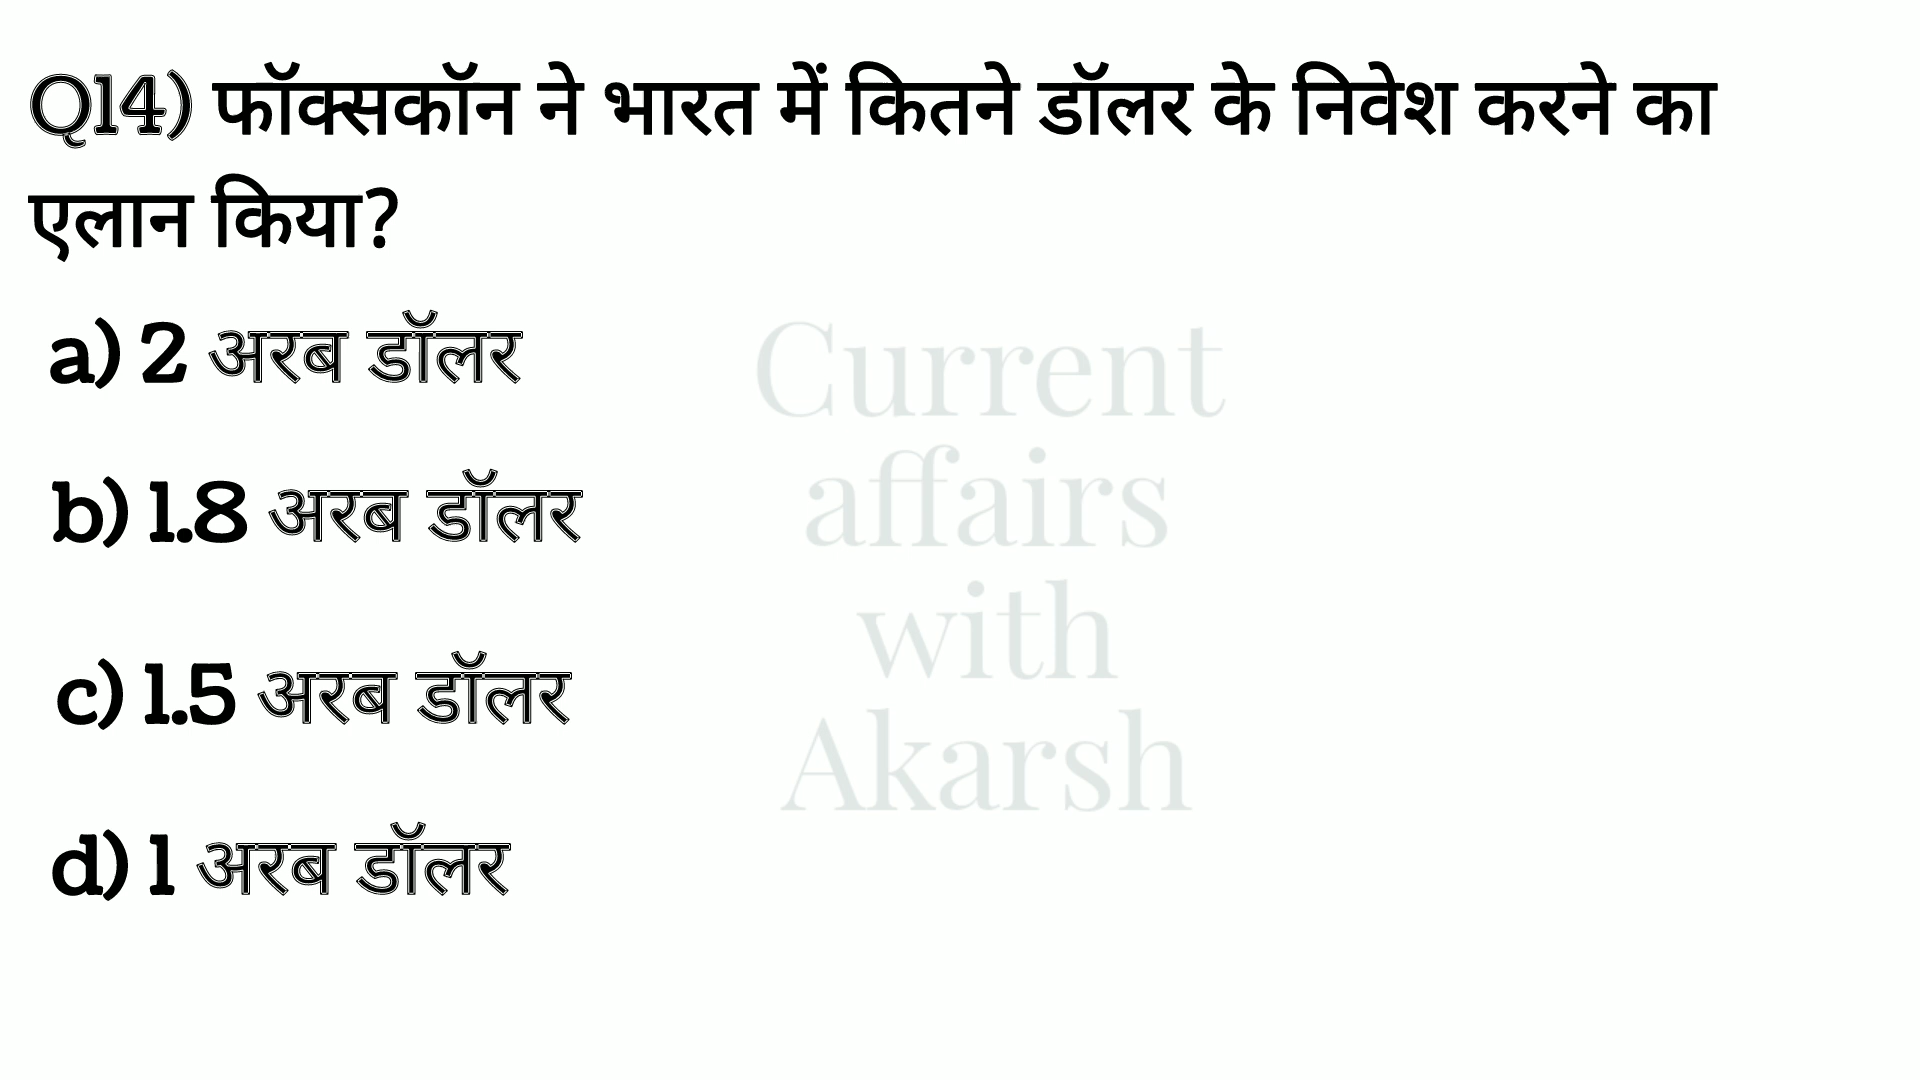 Q14) फॉक्सकॉन ने भारत में कितने डॉलर के निवेश करने का
एलान किया?
a) 2 अरब डॉलर
b) 1.8 अरब डॉलर
c) 1.5 अरब डॉलर
d) 1 अरब डॉलर
Current
affairs
with
Akarsh